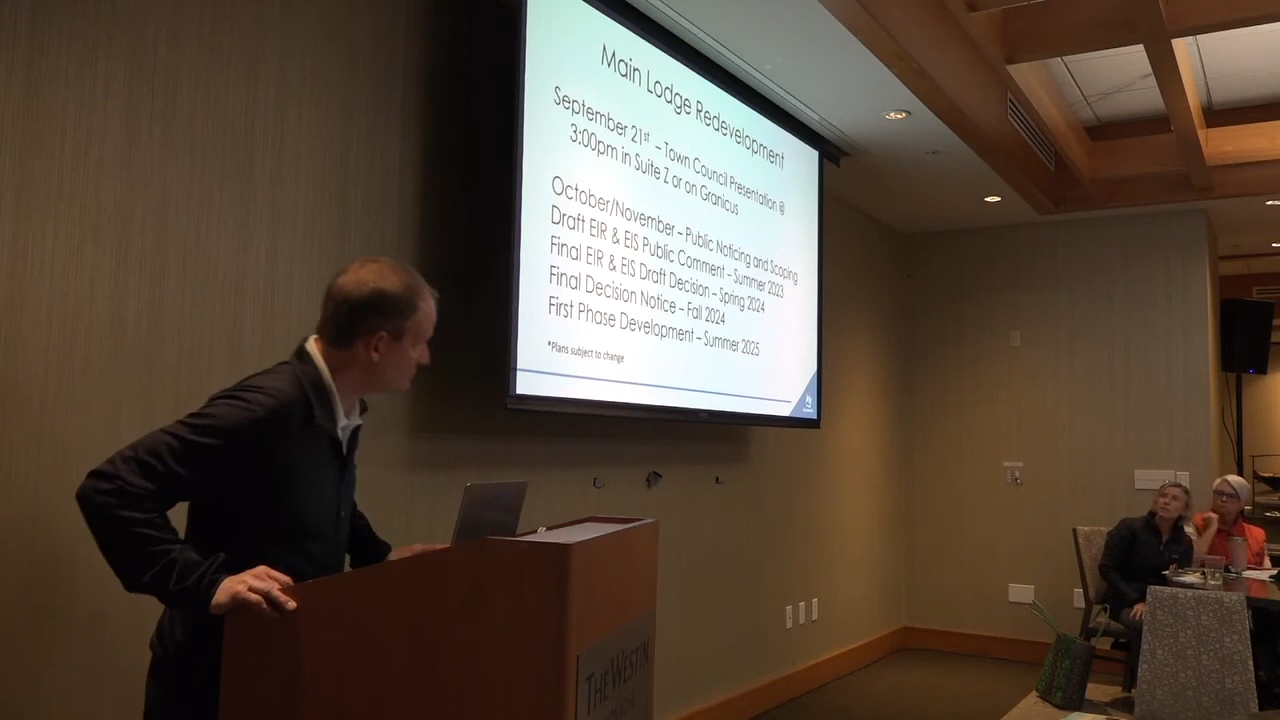 Main Lodge Redevelopment
September 21st – Town Council Presentation @
3:00pm in Suite Z or on Granicus
October/November – Public Noticing and Scoping
Draft EIR & EIS Public Comment – Summer 2023
Final EIR & EIS Draft Decision – Spring 2024
Final Decision Notice – Fall 2024
First Phase Development – Summer 2025
*Plans subject to change
THE WESTIN